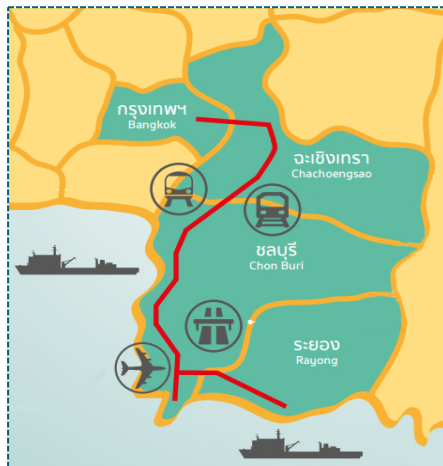 กรุงเทพฯ
Bangkok
ฉะเชิงเทรา
Chachoengsao
ชลบุรี
Chon Buri
ระยอง
Rayong